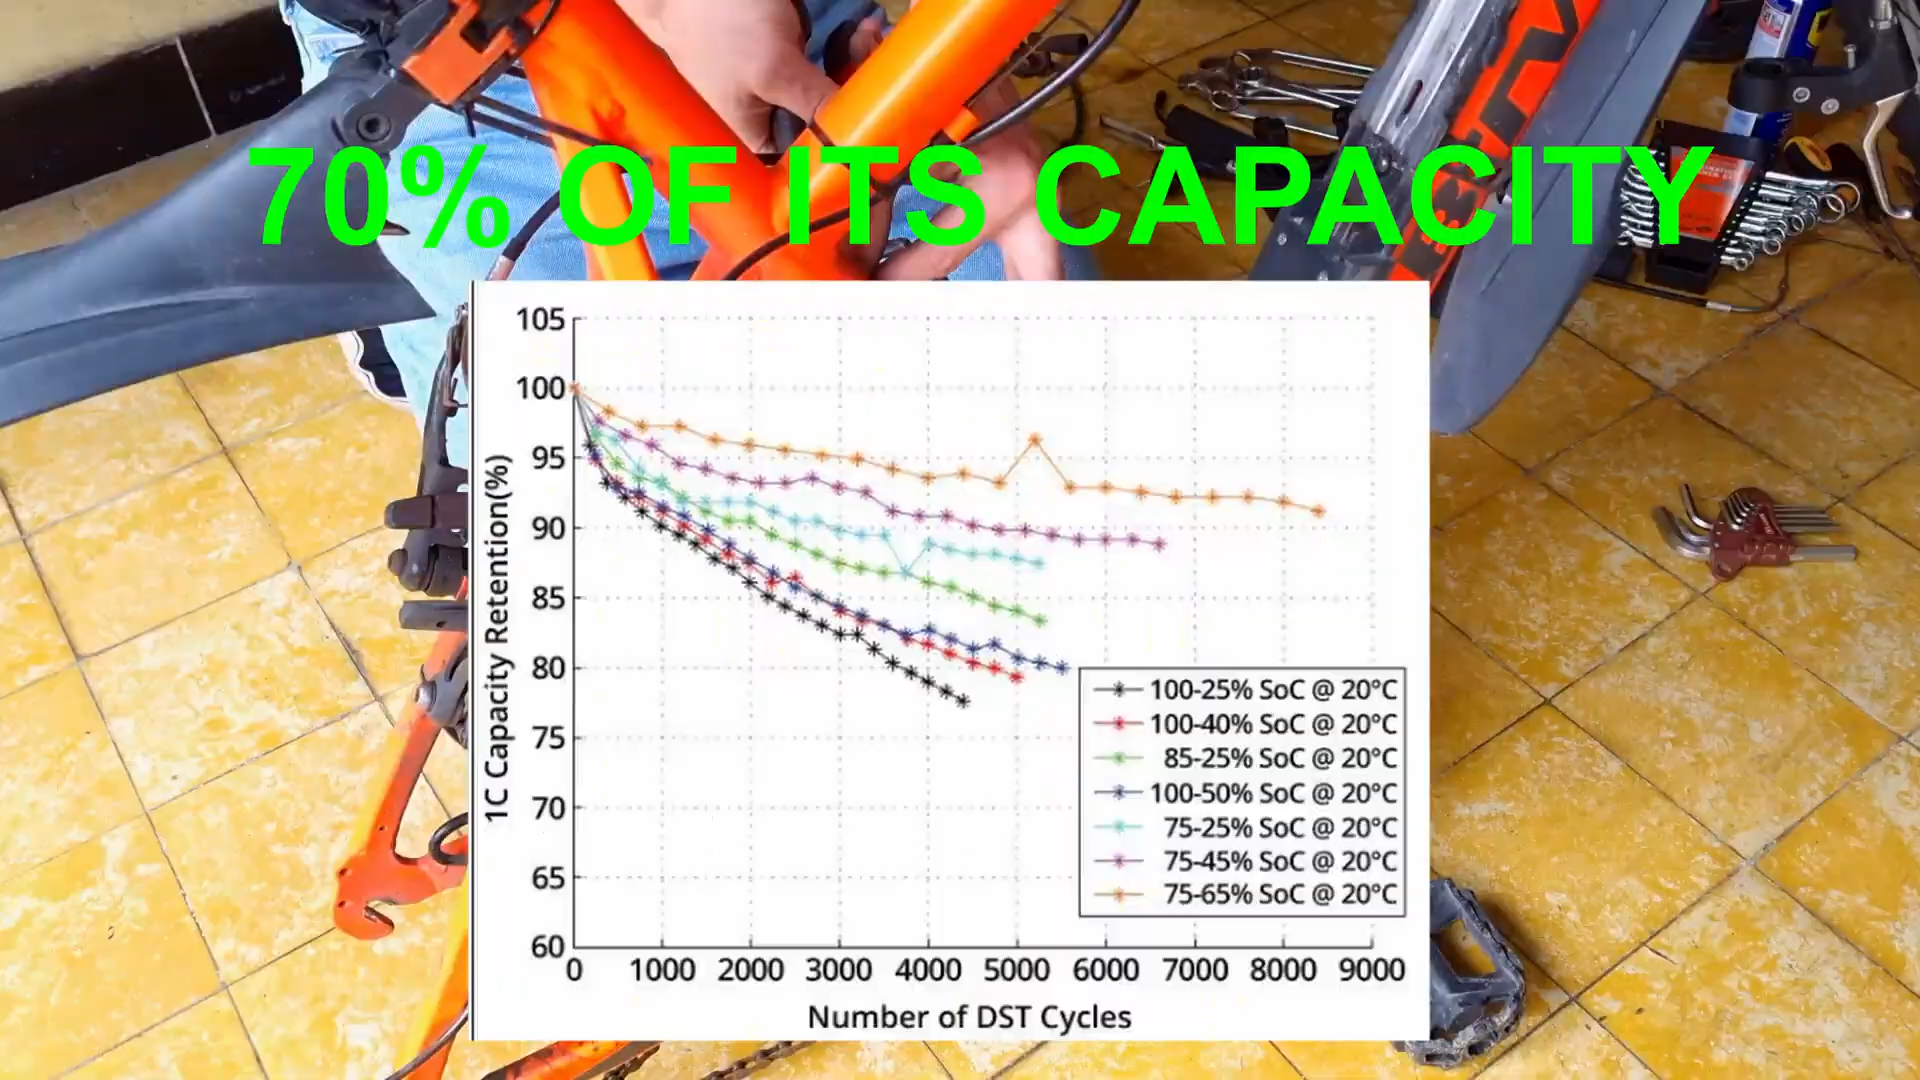 70% OF ITS CAPACITY
105
100
95
90
85
80
75
70
65
60
1C Capacity Retention(%)
0 1000 2000 3000 4000 5000 6000 7000 8000 9000
Number of DST Cycles
100-25% SoC @ 20°C
100-40% SoC @ 20°C
85-25% SoC @ 20°C
100-50% SoC @ 20°C
75-25% SoC @ 20°C
75-45% SoC @ 20°C
75-65% SoC @ 20°C